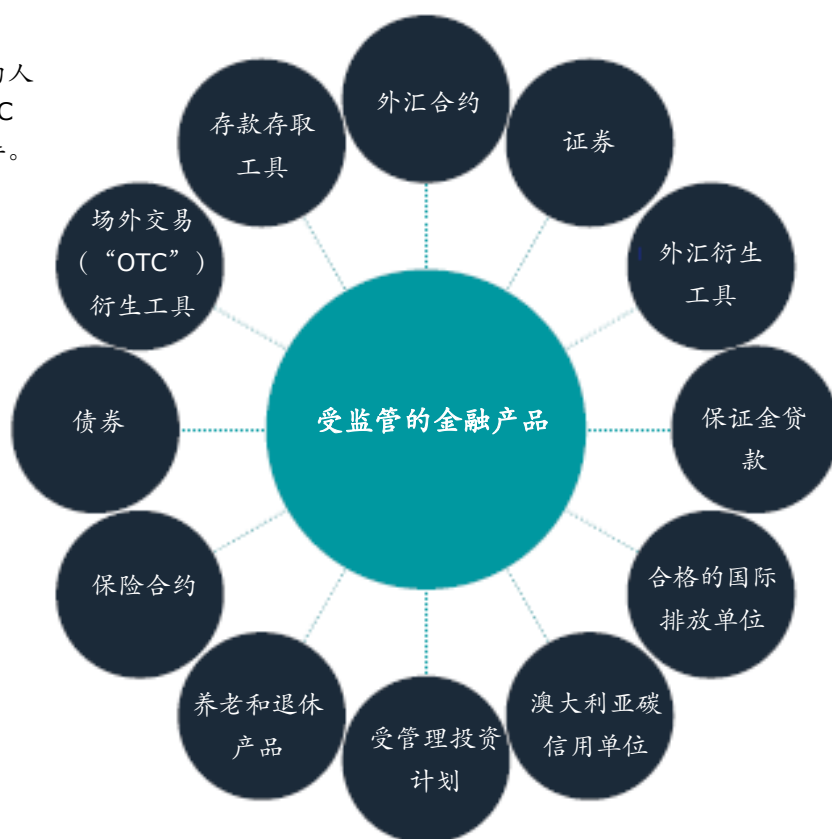 人
C
。
外汇合约
证券
外汇衍生
工具
保证金贷
款
合格的国际
排放单位
澳大利亚碳
信用单位
受管理投资
计划
养老和退休
产品
保险合约
债券
场外交易
(“OTC”)
衍生工具
存款存取
工具
受监管的金融产品